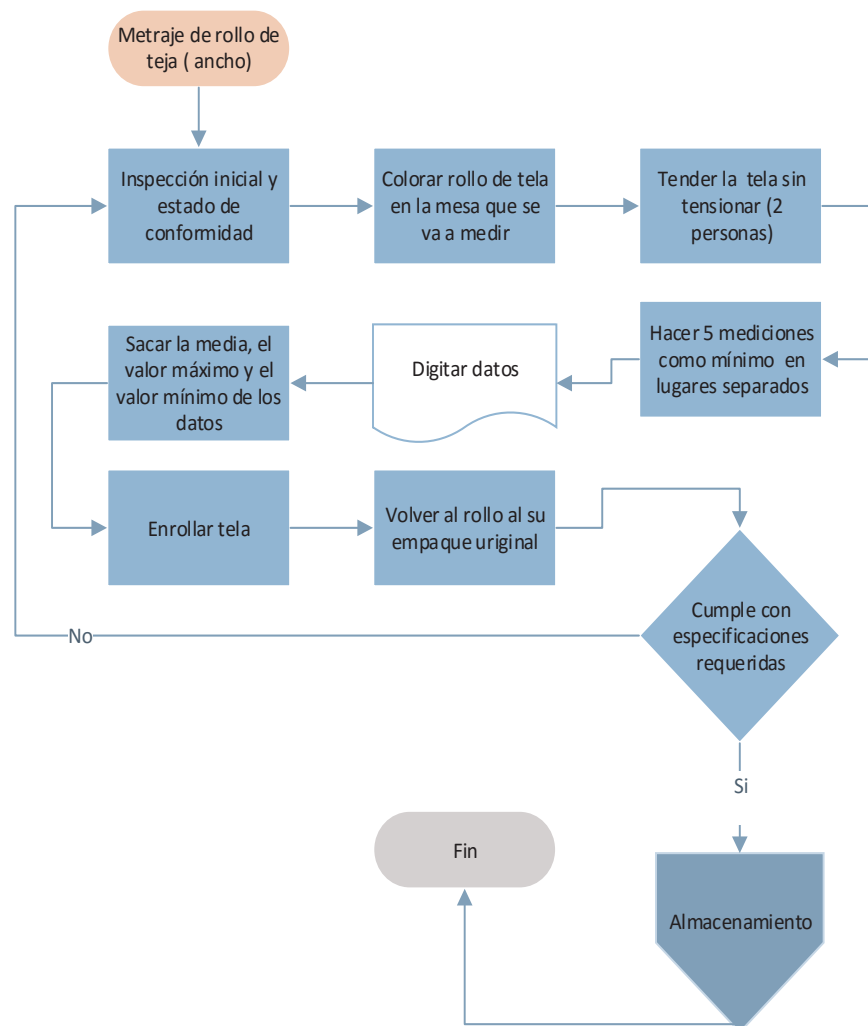 Metraje de rollo de
teja ( ancho)
Inspección inicial y
estado de
conformidad
Colorar rollo de tela
en la mesa que se
va a medir
Tender la tela sin
tensionar (2
personas)
Hacer 5 mediciones
como mínimo en
lugares separados
Digitar datos
Sacar la media, el
valor máximo y el
valor mínimo de los
datos
Enrollar tela
Volver al rollo al su
empaque uriginal
Cumple con
especificaciones
requeridas
No
Si
Almacenamiento
Fin